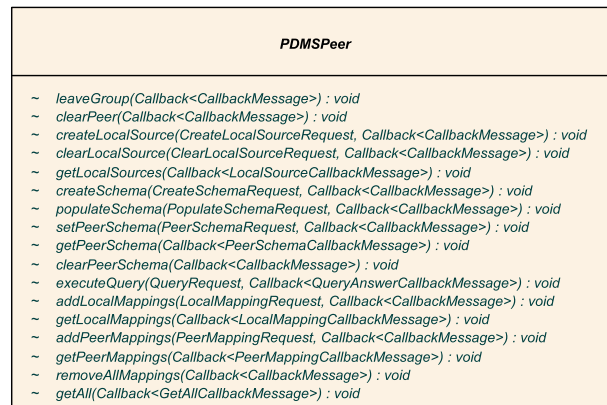 PDMSPeer
~ leaveGroup(Callback<CallbackMessage>) : void
~ clearPeer(Callback<CallbackMessage>) : void
~ createLocalSource(CreateLocalSourceRequest, Callback<CallbackMessage>) : void
~ clearLocalSource(ClearLocalSourceRequest, Callback<CallbackMessage>) : void
~ getLocalSources(Callback<LocalSourceCallbackMessage>) : void
~ createSchema(CreateSchemaRequest, Callback<CallbackMessage>) : void
~ populateSchema(PopulateSchemaRequest, Callback<CallbackMessage>) : void
~ setPeerSchema(PeerSchemaRequest, Callback<CallbackMessage>) : void
~ getPeerSchema(Callback<PeerSchemaCallbackMessage>) : void
~ clearPeerSchema(Callback<CallbackMessage>) : void
~ executeQuery(QueryRequest, Callback<QueryAnswerCallbackMessage>) : void
~ addLocalMappings(LocalMappingRequest, Callback<CallbackMessage>) : void
~ getLocalMappings(Callback<LocalMappingCallbackMessage>) : void
~ addPeerMappings(PeerMappingRequest, Callback<CallbackMessage>) : void
~ getPeerMappings(Callback<PeerMappingCallbackMessage>) : void
~ removeAllMappings(Callback<CallbackMessage>) : void
~ getAll(Callback<GetAllCallbackMessage>) : void